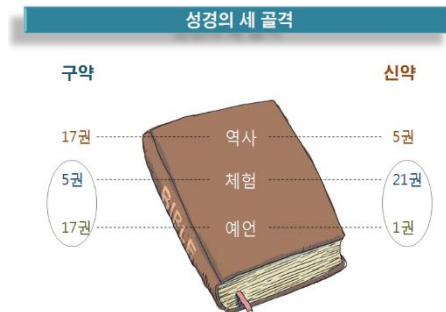 성경의 세 골격
구약 신약
17권 역사 5권
5권 체험 21권
17권 예언 1권
BIBLE